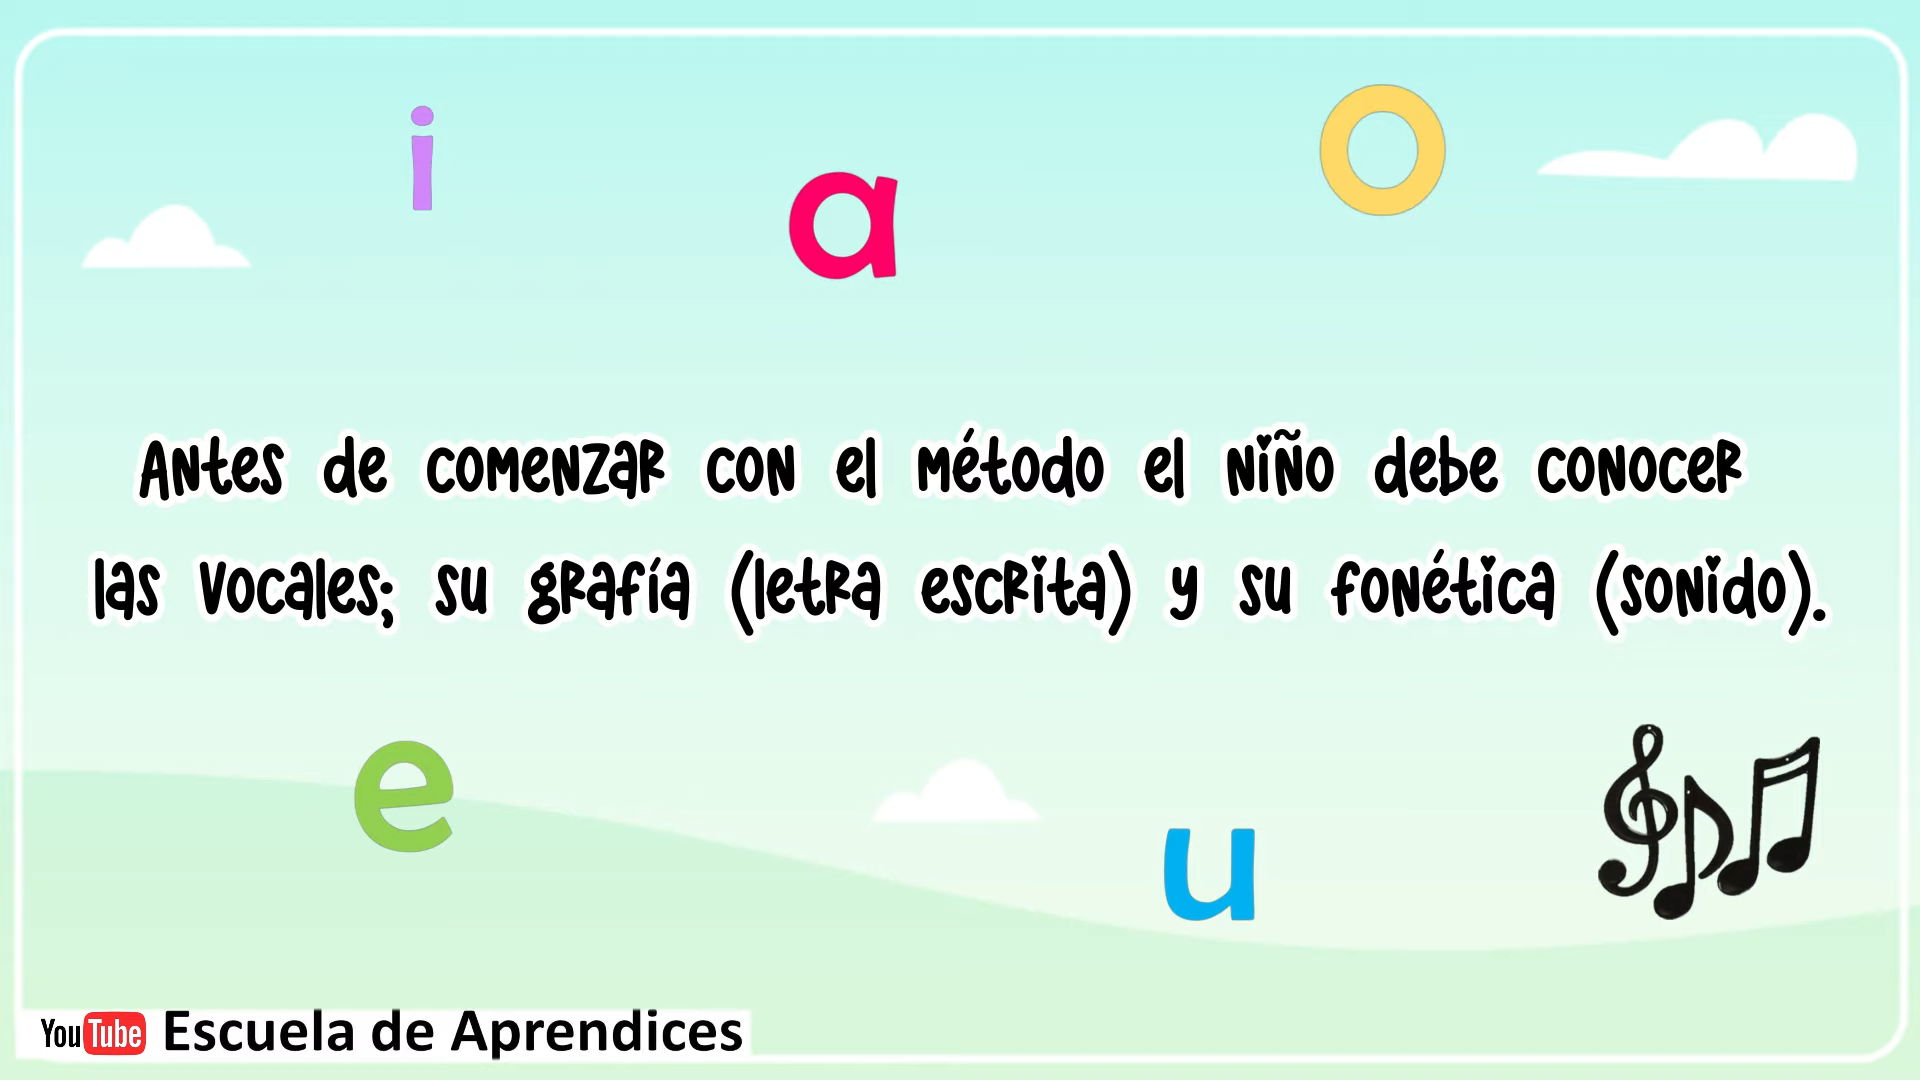 i
a
o
Antes de comenzar con el método el niño debe conocer
las vocales; su grafía (letra escrita) y su fonética (sonido).
e
u
YouTube Escuela de Aprendices